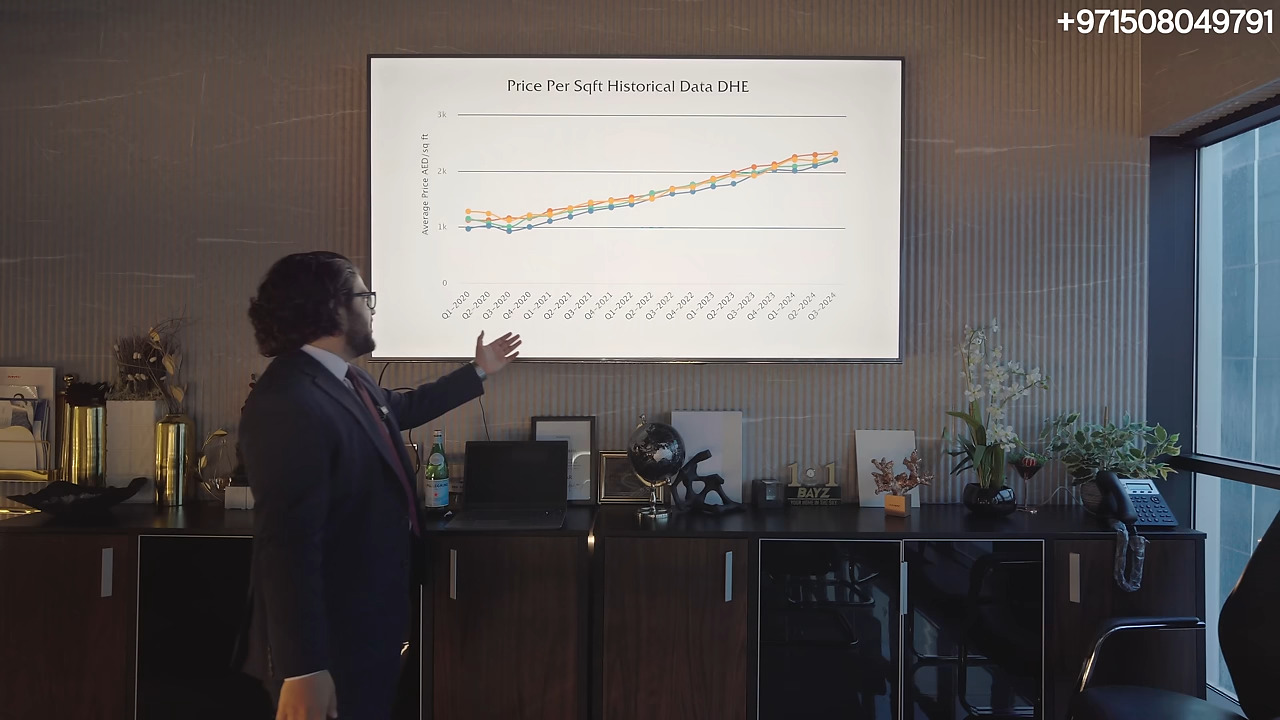 +971508049791
Price Per Sqft Historical Data DHE
Average Price AED/sq ft
3k
2k
1k
0
Q1-2020
Q2-2020
Q3-2020
Q4-2020
Q1-2021
Q2-2021
Q3-2021
Q4-2021
Q1-2022
Q2-2022
Q3-2022
Q4-2022
Q1-2023
Q2-2023
Q3-2023
Q4-2023
Q1-2024
Q2-2024
Q3-2024
101
BAYZ